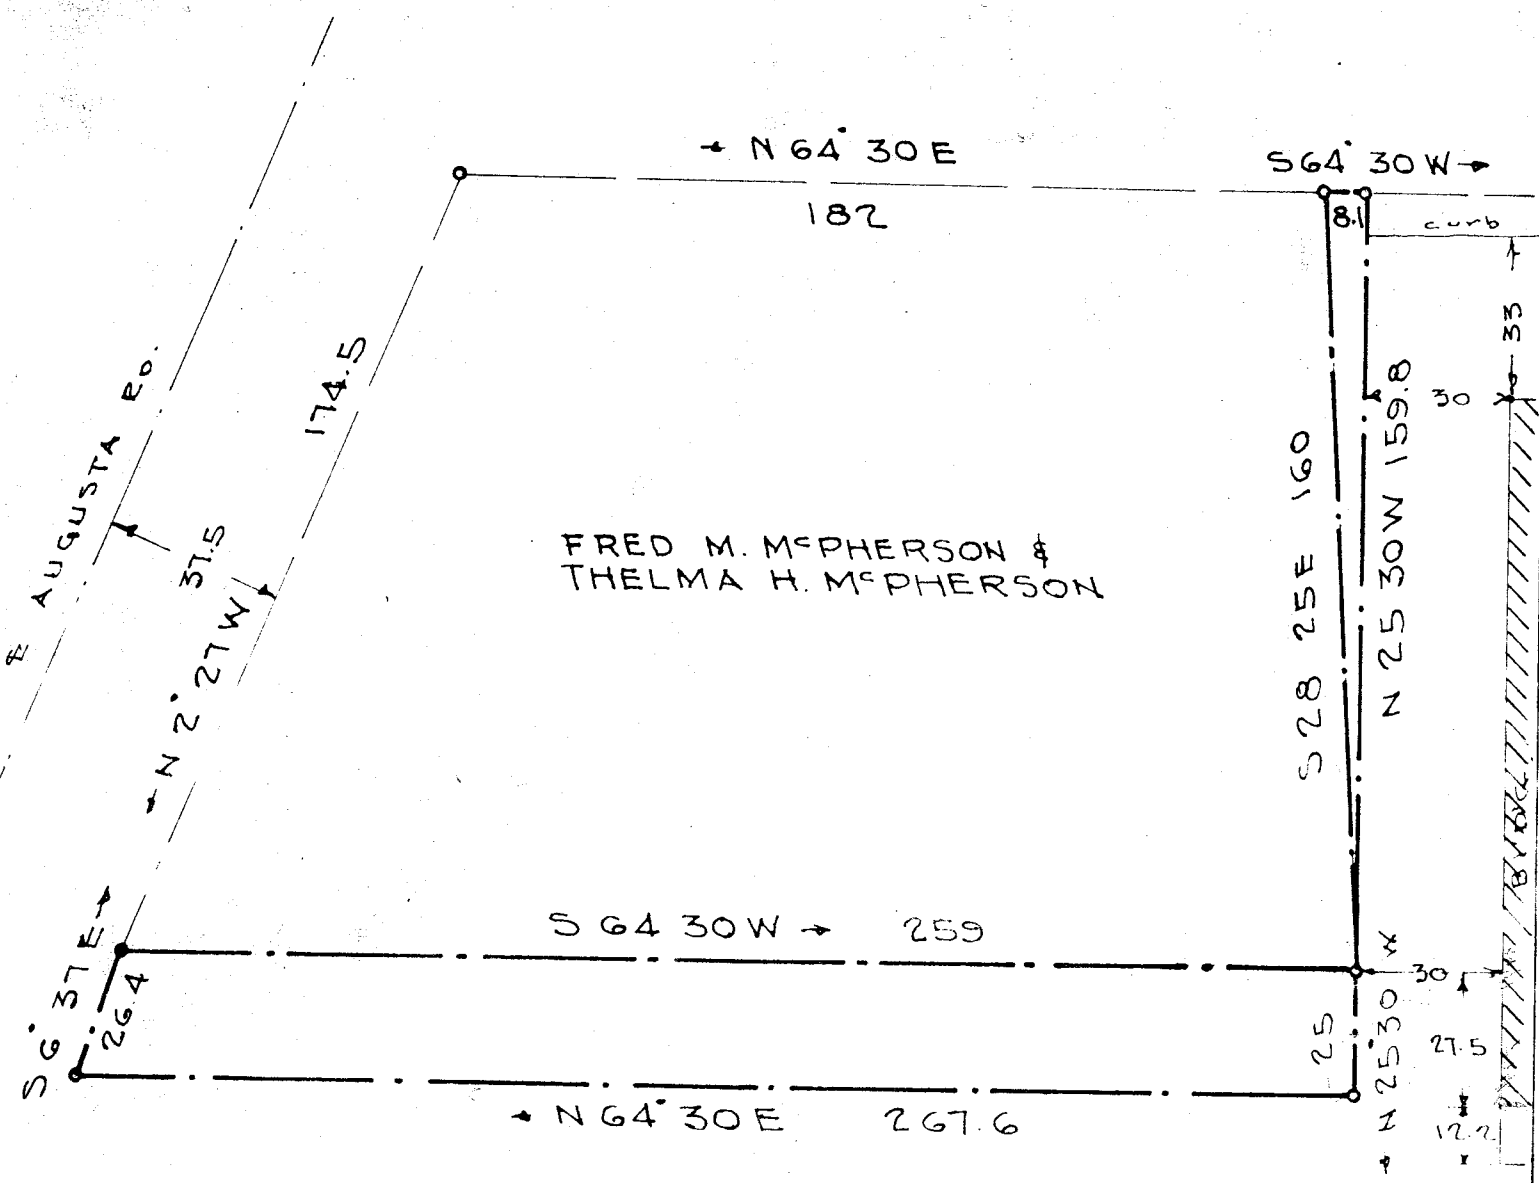 N 64° 30 E
S 64° 30 W
182
8.1
curb
33
30
174.5
AUGUSTA RD.
37.5
N 2° 27 W
FRED M. McPHERSON &
THELMA H. McPHERSON
S 28 25 E 160
N 25 30 W 159.8
S 64 30 W 259
30
S 6° 37 E
26.4
25
N 25° 30 W
27.5
12.2
N 64° 30 E 267.6